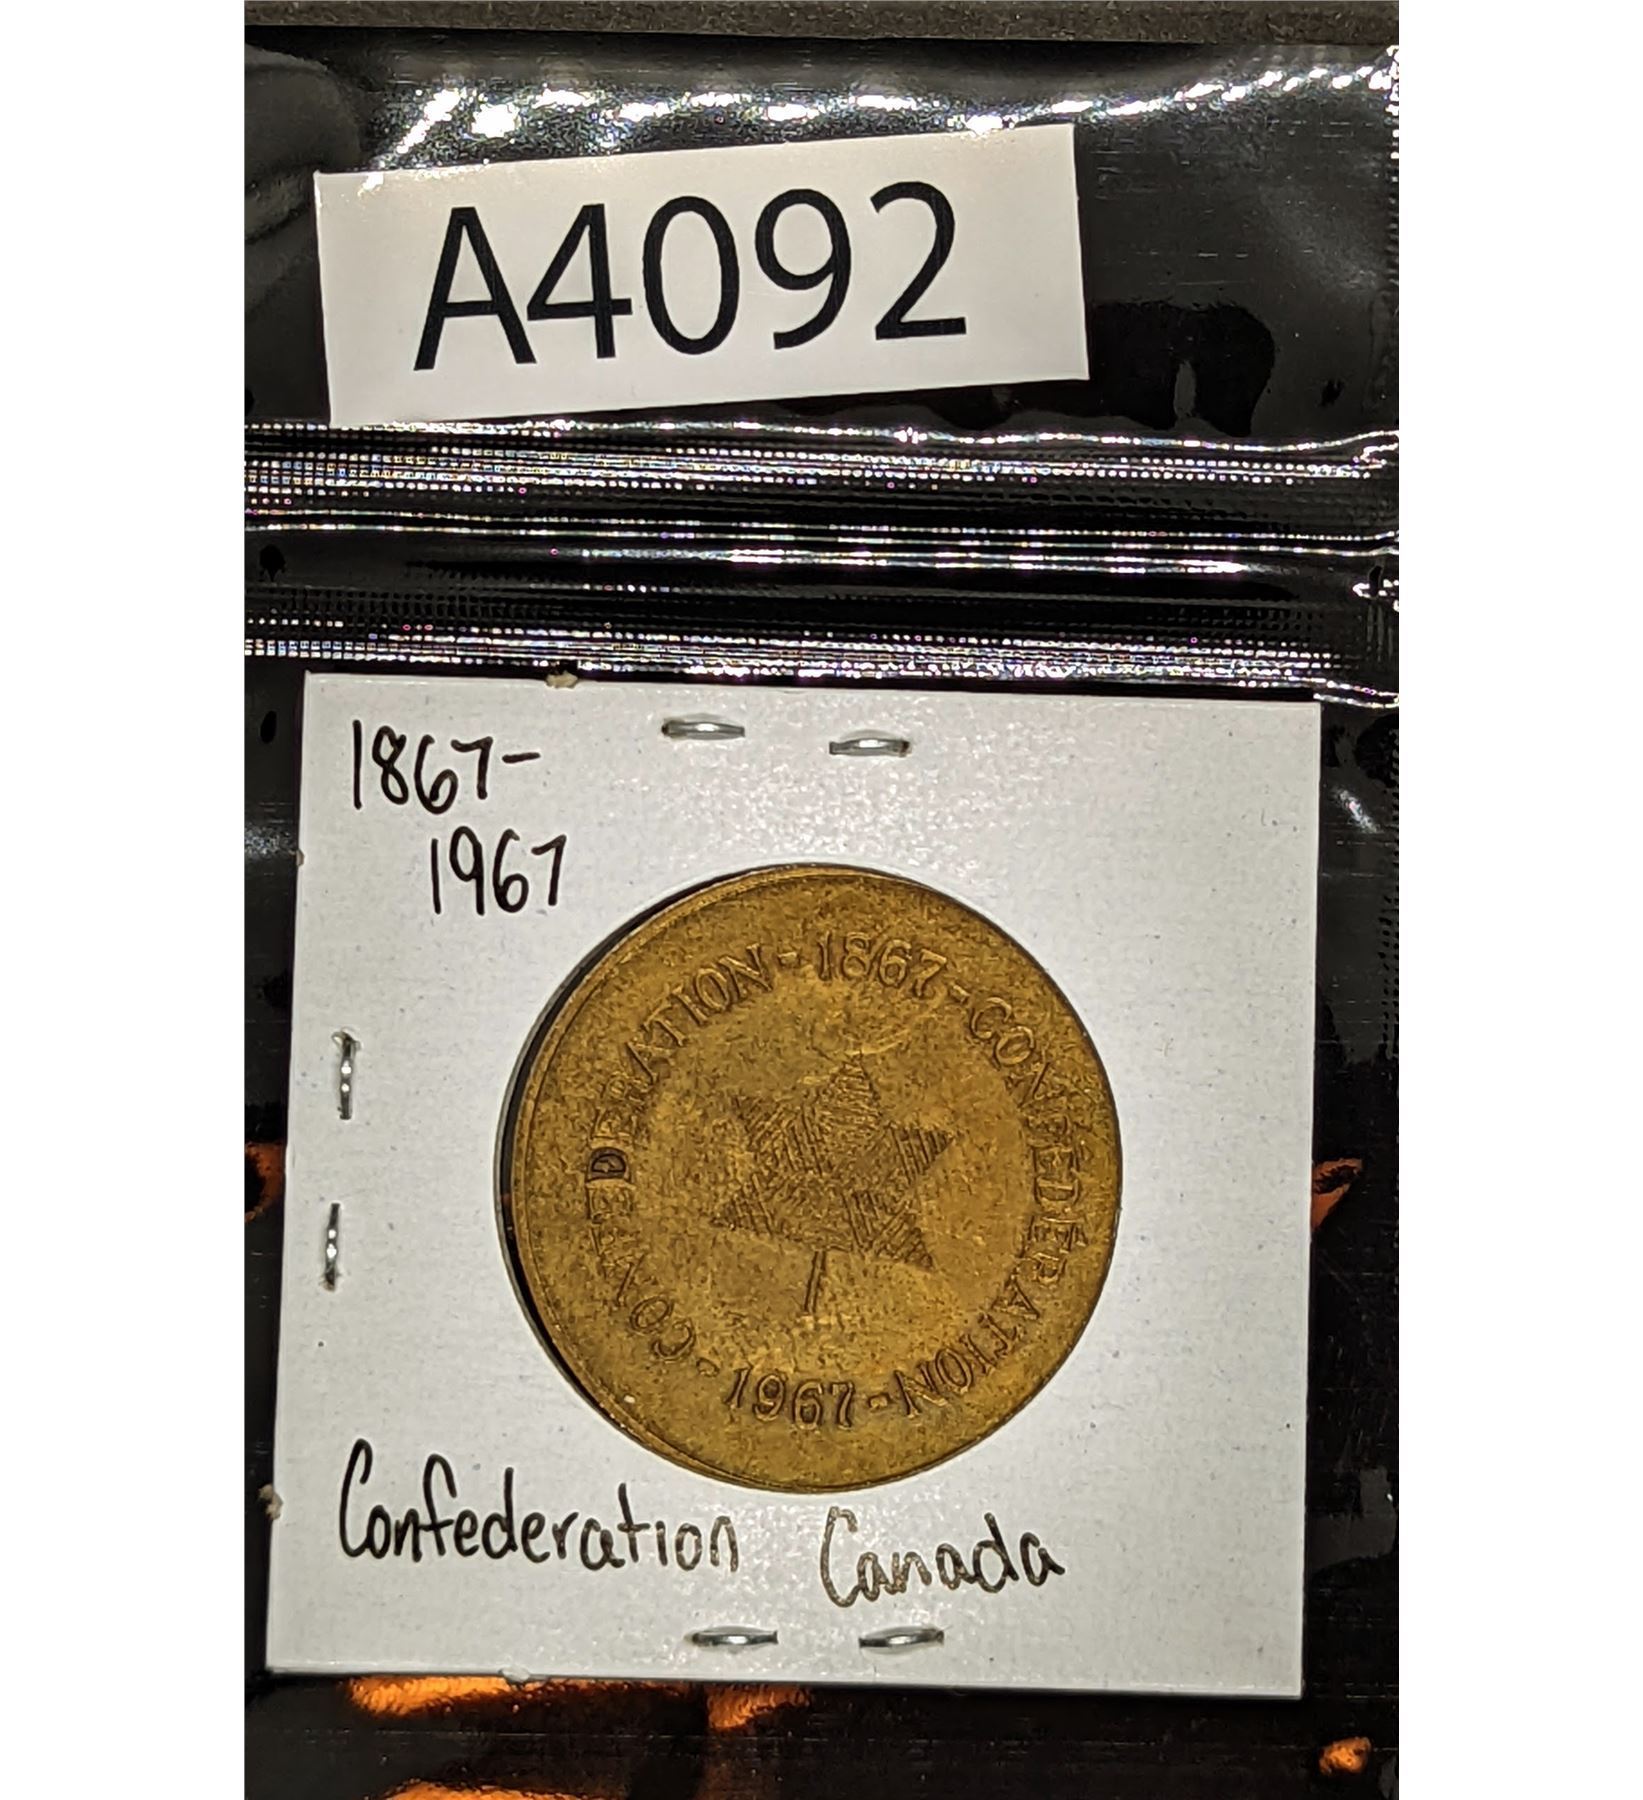 A4092
1867-
1967
CONFEDERATION - 1867 - CONFEDERATION - 1967 -
Confederation Canada